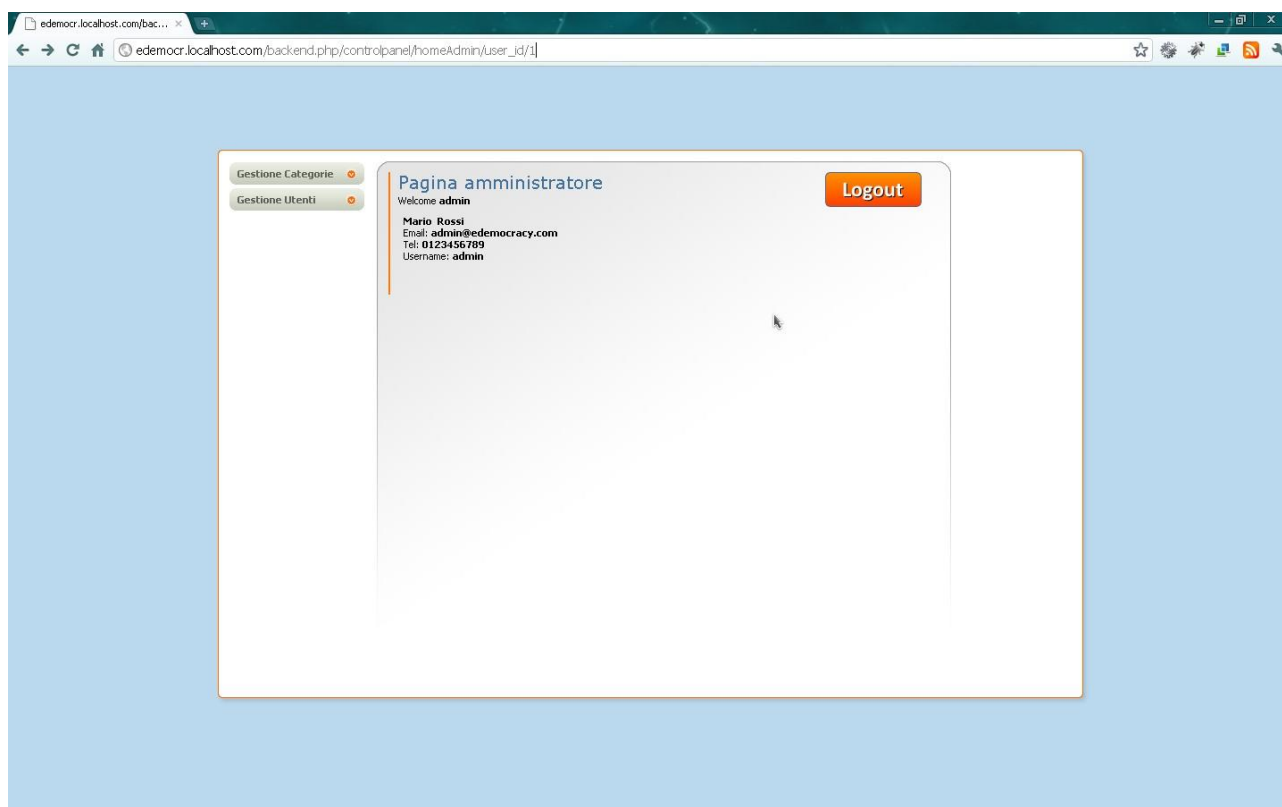 edemocr.localhost.com/bac...
edemocr.localhost.com/backend.php/controlpanel/homeAdmin/user_id/1
Gestione Categorie
Gestione Utenti
Pagina amministratore
Welcome admin
Logout
Mario Rossi
Email: admin@edemocracy.com
Tel: 0123456789
Username: admin